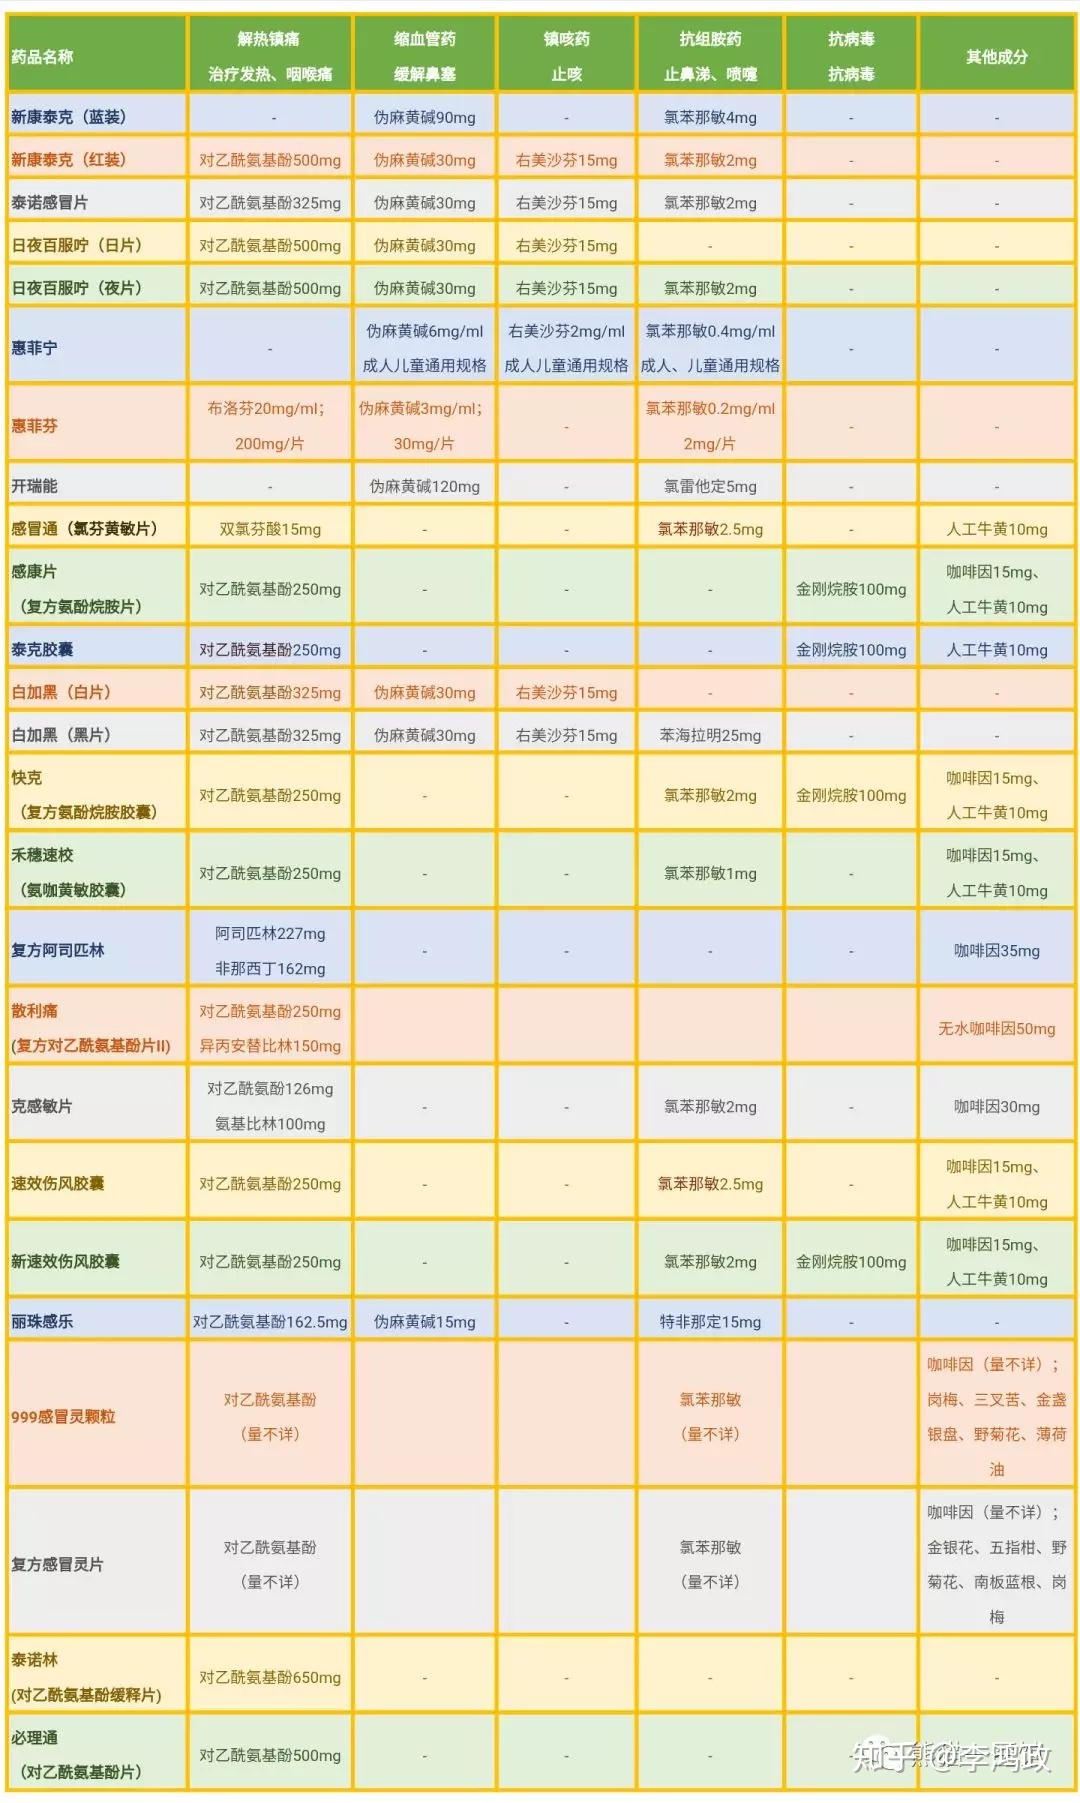 药品名称
解热镇痛
治疗发热、咽喉痛
缩血管药
缓解鼻塞
镇咳药
止咳
抗组胺药
止鼻涕、喷嚏
抗病毒
抗病毒
其他成分
新康泰克（蓝装）
-
伪麻黄碱90mg
-
氯苯那敏4mg
-
-
新康泰克（红装）
对乙酰氨基酚500mg
伪麻黄碱30mg
右美沙芬15mg
氯苯那敏2mg
-
-
泰诺感冒片
对乙酰氨基酚325mg
伪麻黄碱30mg
右美沙芬15mg
氯苯那敏2mg
-
-
日夜百服咛（日片）
对乙酰氨基酚500mg
伪麻黄碱30mg
右美沙芬15mg
-
-
-
日夜百服咛（夜片）
对乙酰氨基酚500mg
伪麻黄碱30mg
右美沙芬15mg
氯苯那敏2mg
-
-
惠菲宁
-
伪麻黄碱6mg/ml
成人儿童通用规格
右美沙芬2mg/ml
成人儿童通用规格
氯苯那敏0.4mg/ml
成人、儿童通用规格
-
-
惠菲芬
布洛芬20mg/ml；
200mg/片
伪麻黄碱3mg/ml；
30mg/片
-
氯苯那敏0.2mg/ml
2mg/片
-
-
开瑞能
-
伪麻黄碱120mg
-
氯雷他定5mg
-
-
感冒通（氯芬黄敏片）
双氯芬酸15mg
-
-
氯苯那敏2.5mg
-
人工牛黄10mg
感康片
（复方氨酚烷胺片）
对乙酰氨基酚250mg
-
-
-
金刚烷胺100mg
咖啡因15mg、
人工牛黄10mg
泰克胶囊
对乙酰氨基酚250mg
-
-
-
金刚烷胺100mg
人工牛黄10mg
白加黑（白片）
对乙酰氨基酚325mg
伪麻黄碱30mg
右美沙芬15mg
-
-
-
白加黑（黑片）
对乙酰氨基酚325mg
伪麻黄碱30mg
右美沙芬15mg
苯海拉明25mg
-
-
快克
（复方氨酚烷胺胶囊）
对乙酰氨基酚250mg
-
-
氯苯那敏2mg
金刚烷胺100mg
咖啡因15mg、
人工牛黄10mg
禾穗速校
（氨咖黄敏胶囊）
对乙酰氨基酚250mg
-
-
氯苯那敏1mg
-
咖啡因15mg、
人工牛黄10mg
复方阿司匹林
阿司匹林227mg
非那西丁162mg
-
-
-
-
咖啡因35mg
散利痛
(复方对乙酰氨基酚片II)
对乙酰氨基酚250mg
异丙安替比林150mg
无水咖啡因50mg
克感敏片
对乙酰氨酚126mg
氨基比林100mg
-
-
氯苯那敏2mg
-
咖啡因30mg
速效伤风胶囊
对乙酰氨基酚250mg
-
-
氯苯那敏2.5mg
-
咖啡因15mg、
人工牛黄10mg
新速效伤风胶囊
对乙酰氨基酚250mg
-
-
氯苯那敏2mg
金刚烷胺100mg
咖啡因15mg、
人工牛黄10mg
丽珠感乐
对乙酰氨基酚162.5mg
伪麻黄碱15mg
-
特非那定15mg
-
-
999感冒灵颗粒
对乙酰氨基酚
（量不详）
氯苯那敏
（量不详）
咖啡因（量不详）；
岗梅、三叉苦、金盏
银盘、野菊花、薄荷
油
复方感冒灵片
对乙酰氨基酚
（量不详）
氯苯那敏
（量不详）
咖啡因（量不详）；
金银花、五指柑、野
菊花、南板蓝根、岗
梅
泰诺林
(对乙酰氨基酚缓释片)
对乙酰氨基酚650mg
-
-
-
-
-
必理通
（对乙酰氨基酚片）
对乙酰氨基酚500mg
-
-
-
知乎 @李鸿政